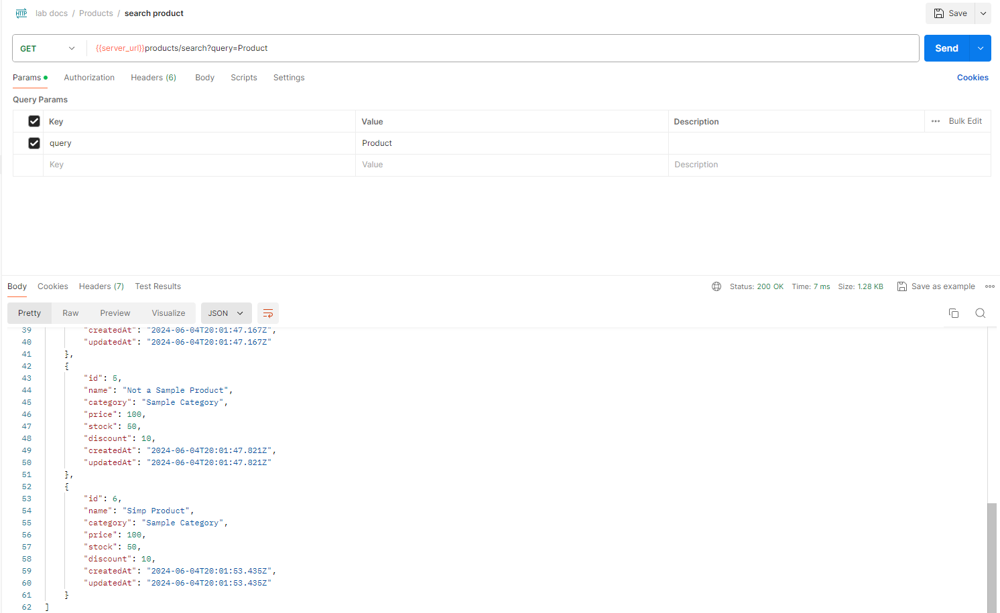 HTTP lab docs / Products / search product
Save
GET {{server_url}}products/search?query=Product
Send
Params Authorization Headers (6) Body Scripts Settings Cookies
Query Params
Key Value Description ••• Bulk Edit
query Product
Key Value Description
Body Cookies Headers (7) Test Results Status: 200 OK Time: 7 ms Size: 1.28 KB Save as example •••
Pretty Raw Preview Visualize JSON
39 "createdAt": "2024-06-04T20:01:47.167Z",
40 "updatedAt": "2024-06-04T20:01:47.167Z"
41 },
42 {
43 "id": 5,
44 "name": "Not a Sample Product",
45 "category": "Sample Category",
46 "price": 100,
47 "stock": 50,
48 "discount": 10,
49 "createdAt": "2024-06-04T20:01:47.821Z",
50 "updatedAt": "2024-06-04T20:01:47.821Z"
51 },
52 {
53 "id": 6,
54 "name": "Simp Product",
55 "category": "Sample Category",
56 "price": 100,
57 "stock": 50,
58 "discount": 10,
59 "createdAt": "2024-06-04T20:01:53.435Z",
60 "updatedAt": "2024-06-04T20:01:53.435Z"
61 }
62 ]